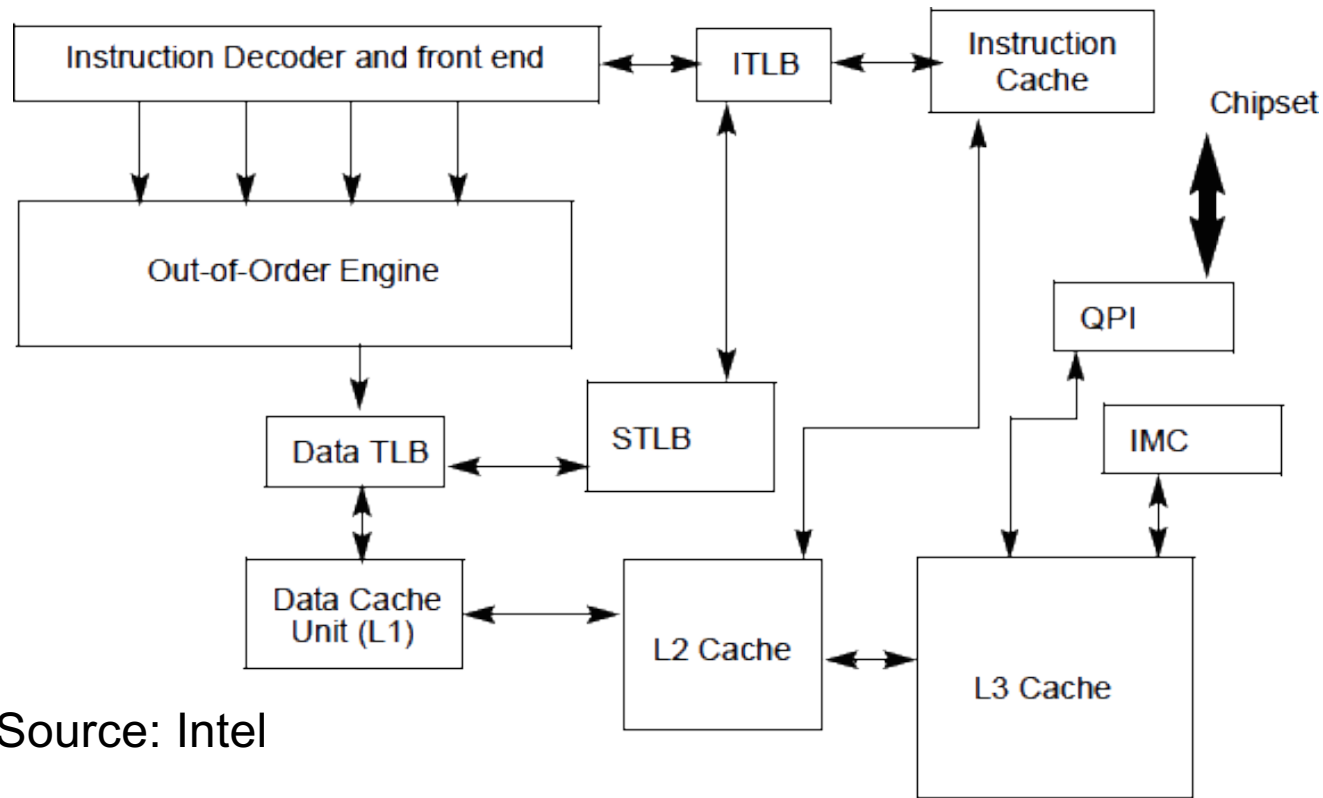 Instruction Decoder and front end
ITLB
Instruction
Cache
Chipset
Out-of-Order Engine
QPI
Data TLB
STLB
IMC
Data Cache
Unit (L1)
L2 Cache
L3 Cache
Source: Intel